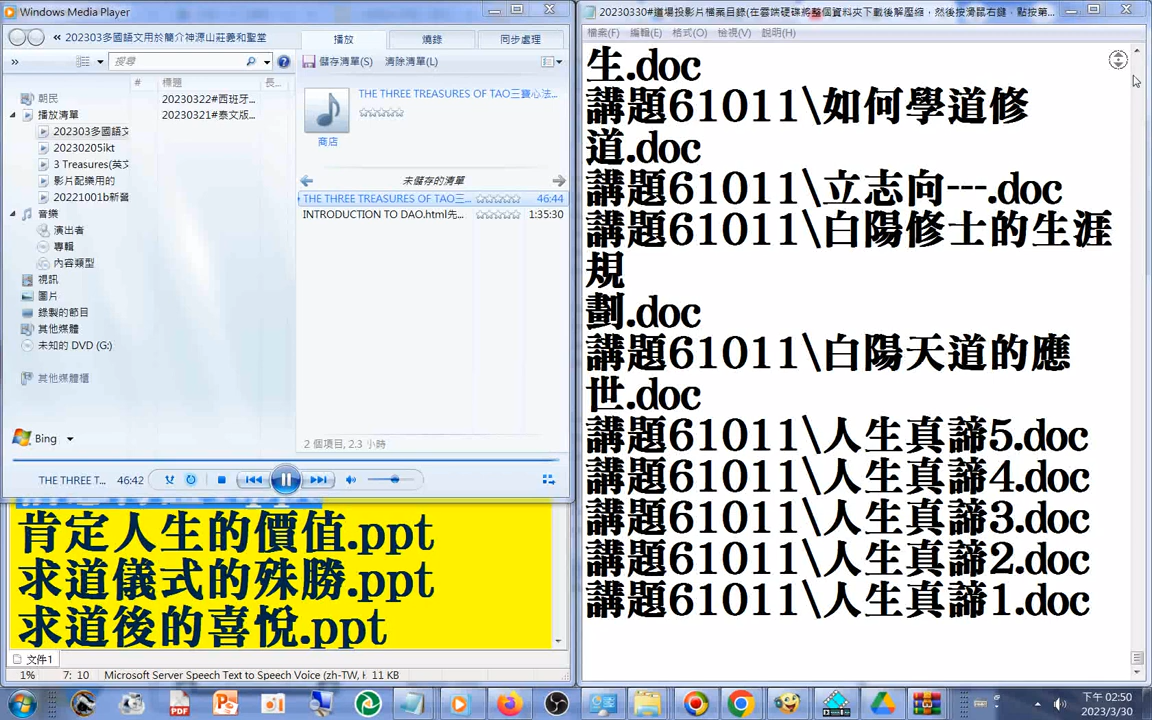 Windows Media Player
202303多國語文用於簡介神源山莊義和聖堂
播放
燒錄
同步處理
搜尋
儲存清單(S)
清除清單(L)
朝民
播放清單
202303多國語文
20230205ikt
3 Treasures(英文
影片配樂用的
20221001b新營
音樂
演出者
專輯
內容類型
視訊
圖片
錄製的節目
其他媒體
未知的 DVD (G:)
其他媒體櫃
Bing
#
標題
長...
20230322#西班牙...
20230321#泰文版...
THE THREE TREASURES OF TAO三寶心法...
商店
未儲存的清單
THE THREE TREASURES OF TAO三... 46:44
INTRODUCTION TO DAO.html先... 1:35:30
2 個項目, 2.3 小時
THE THREE T... 46:42
肯定人生的價值.ppt
求道儀式的殊勝.ppt
求道後的喜悅.ppt
文件1
1% 7: 10 Microsoft Server Speech Text to Speech Voice (zh-TW, H 11 KB
20230330#道場投影片檔案目錄(在雲端硬碟將整個資料夾下載後解壓縮，然後按滑鼠右鍵，點按第...
檔案(F) 編輯(E) 格式(O) 檢視(V) 說明(H)
生.doc
講題61011\如何學道修
道.doc
講題61011\立志向---.doc
講題61011\白陽修士的生涯
規
劃.doc
講題61011\白陽天道的應
世.doc
講題61011\人生真諦5.doc
講題61011\人生真諦4.doc
講題61011\人生真諦3.doc
講題61011\人生真諦2.doc
講題61011\人生真諦1.doc
下午 02:50
2023/3/30